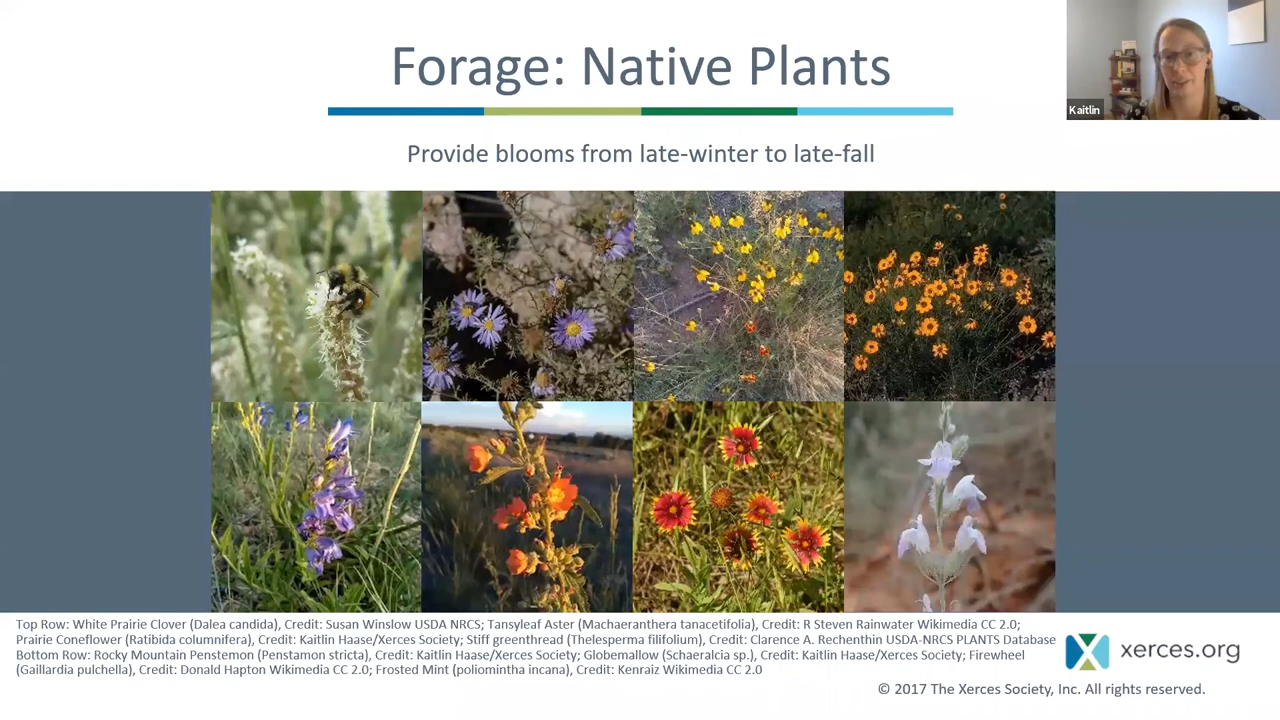 Forage: Native Plants
Kaitlin
Provide blooms from late-winter to late-fall
Top Row: White Prairie Clover (Dalea candida), Credit: Susan Winslow USDA NRCS; Tansyleaf Aster (Machaeranthera tanacetifolia), Credit: R Steven Rainwater Wikimedia CC 2.0;
Prairie Coneflower (Ratibida columnifera), Credit: Kaitlin Haase/Xerces Society; Stiff greenthread (Thelesperma filifolium), Credit: Clarence A. Rechenthin USDA-NRCS PLANTS Database
Bottom Row: Rocky Mountain Penstemon (Penstamon stricta), Credit: Kaitlin Haase/Xerces Society; Globemallow (Schaeralcia sp.), Credit: Kaitlin Haase/Xerces Society; Firewheel
(Gaillardia pulchella), Credit: Donald Hapton Wikimedia CC 2.0; Frosted Mint (poliomintha incana), Credit: Kenraiz Wikimedia CC 2.0
xerces.org
© 2017 The Xerces Society, Inc. All rights reserved.